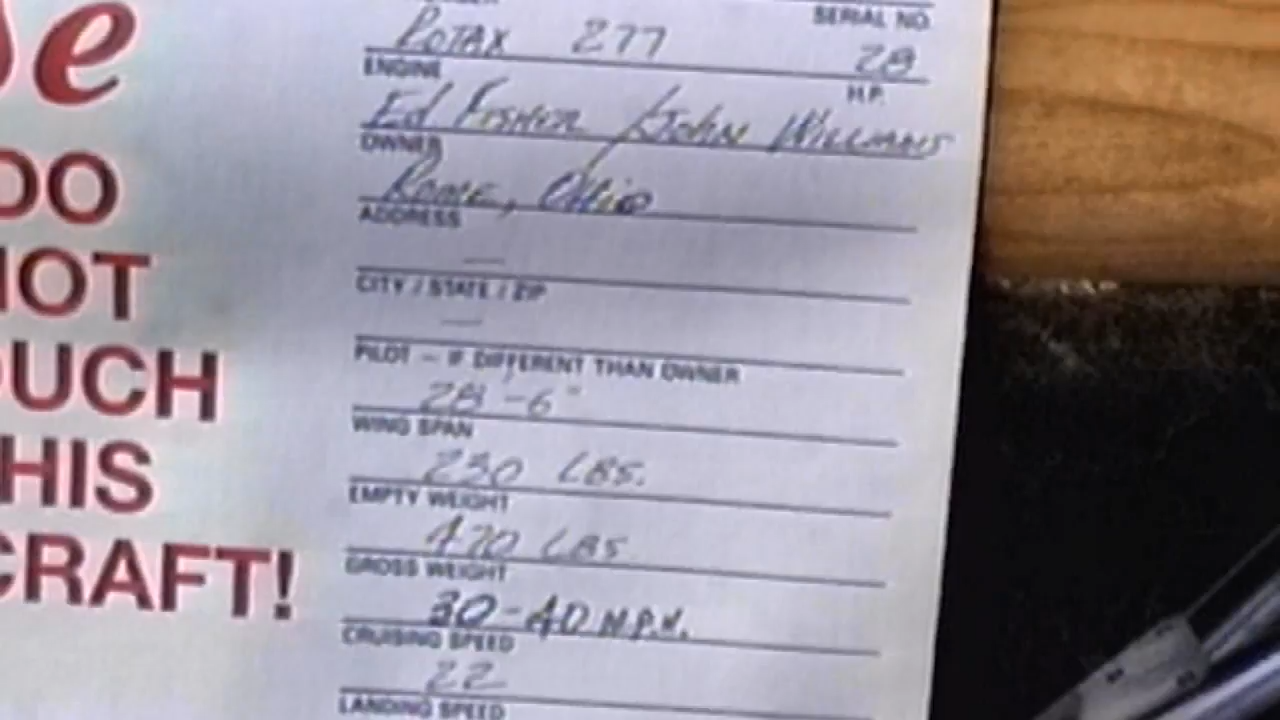 SERIAL NO.
ROTAX 277 28
ENGINE H.P.
Ed FISHER / JOHN WILLIAMS
OWNER
ROME, Ohio
ADDRESS
—
CITY / STATE / ZIP
—
PILOT — IF DIFFERENT THAN OWNER
28'-6"
WING SPAN
230 LBS.
EMPTY WEIGHT
470 LBS
GROSS WEIGHT
30-40 M.P.H.
CRUISING SPEED
22
LANDING SPEED
se
DO
NOT
OUCH
HIS
CRAFT!